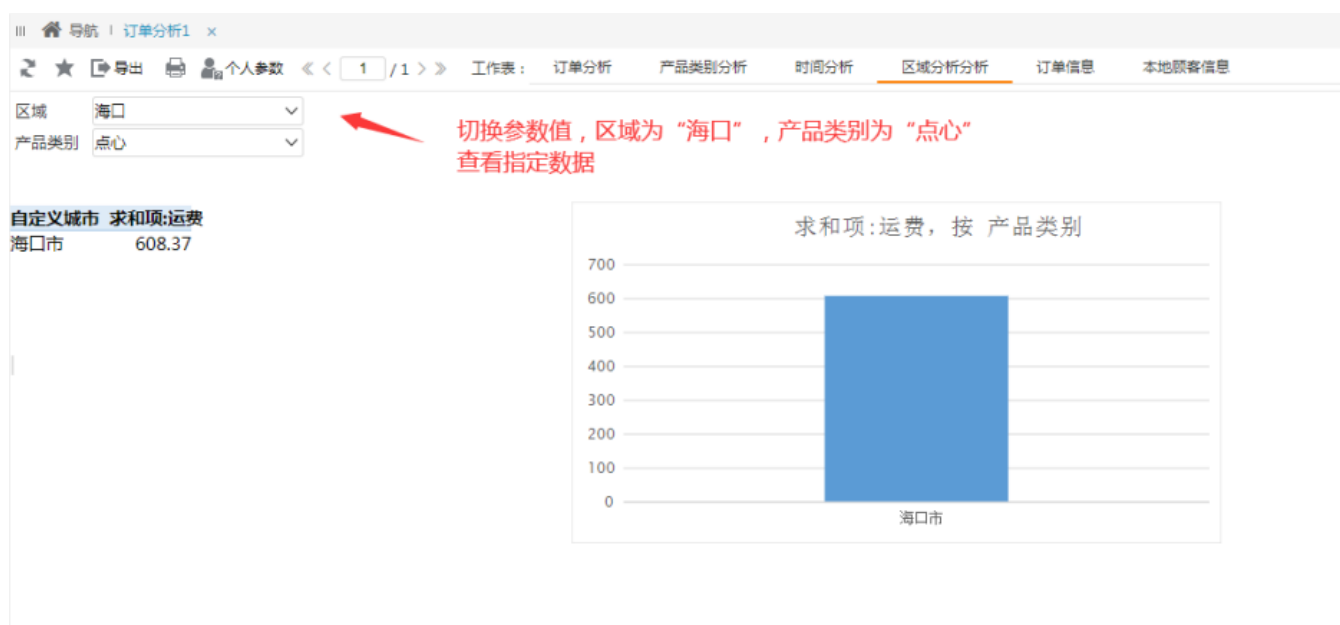 导航 订单分析1 ×
导出 个人参数 1 / 1 工作表： 订单分析 产品类别分析 时间分析 区域分析分析 订单信息 本地顾客信息
区域 海口
产品类别 点心
切换参数值，区域为“海口”，产品类别为“点心”
查看指定数据
自定义城市 求和项:运费
海口市 608.37
求和项:运费，按 产品类别
700
600
500
400
300
200
100
0
海口市